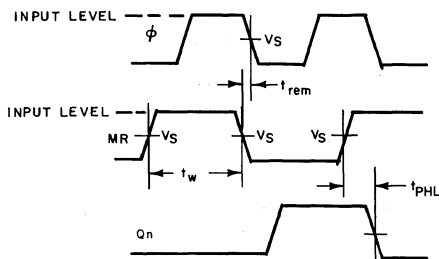 INPUT LEVEL
ϕ
VS
trem
INPUT LEVEL
MR
VS
VS
VS
tw
tPHL
Qn